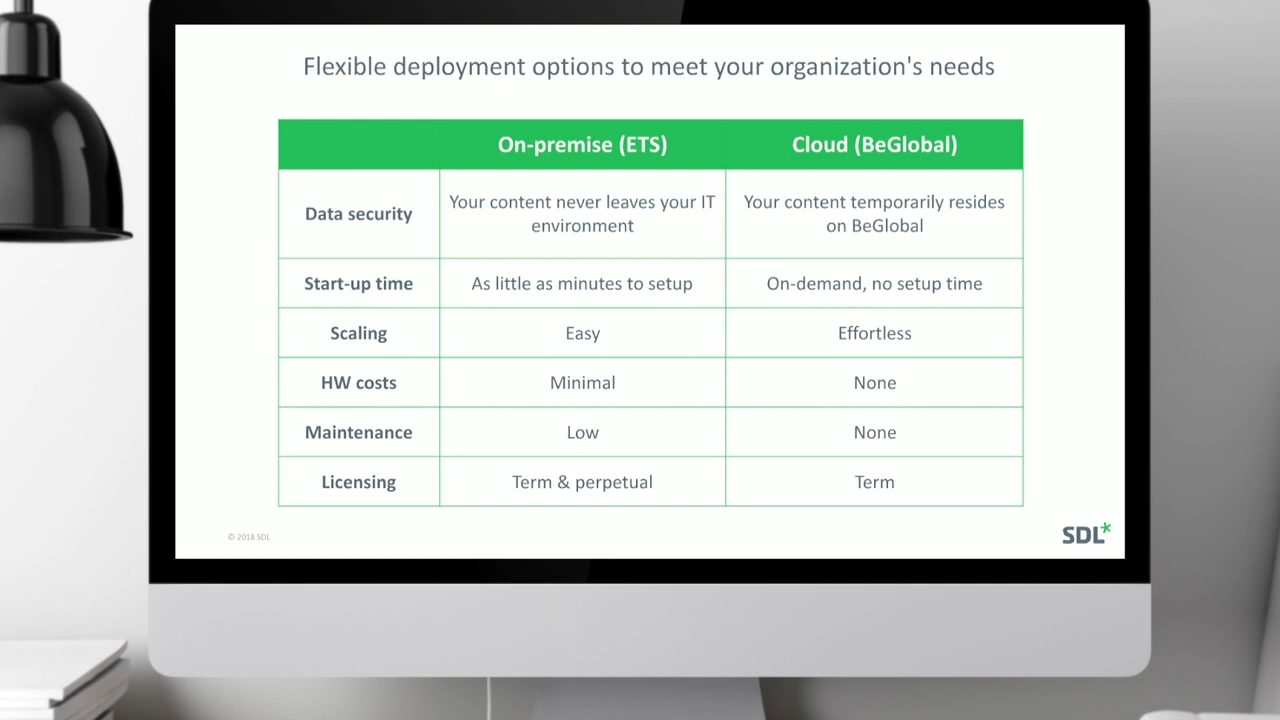 Flexible deployment options to meet your organization's needs
On-premise (ETS)
Cloud (BeGlobal)
Data security
Your content never leaves your IT
environment
Your content temporarily resides
on BeGlobal
Start-up time
As little as minutes to setup
On-demand, no setup time
Scaling
Easy
Effortless
HW costs
Minimal
None
Maintenance
Low
None
Licensing
Term & perpetual
Term
© 2018 SDL
SDL*